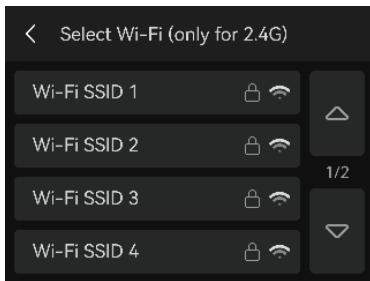 Select Wi-Fi (only for 2.4G)
Wi-Fi SSID 1
Wi-Fi SSID 2
1/2
Wi-Fi SSID 3
Wi-Fi SSID 4